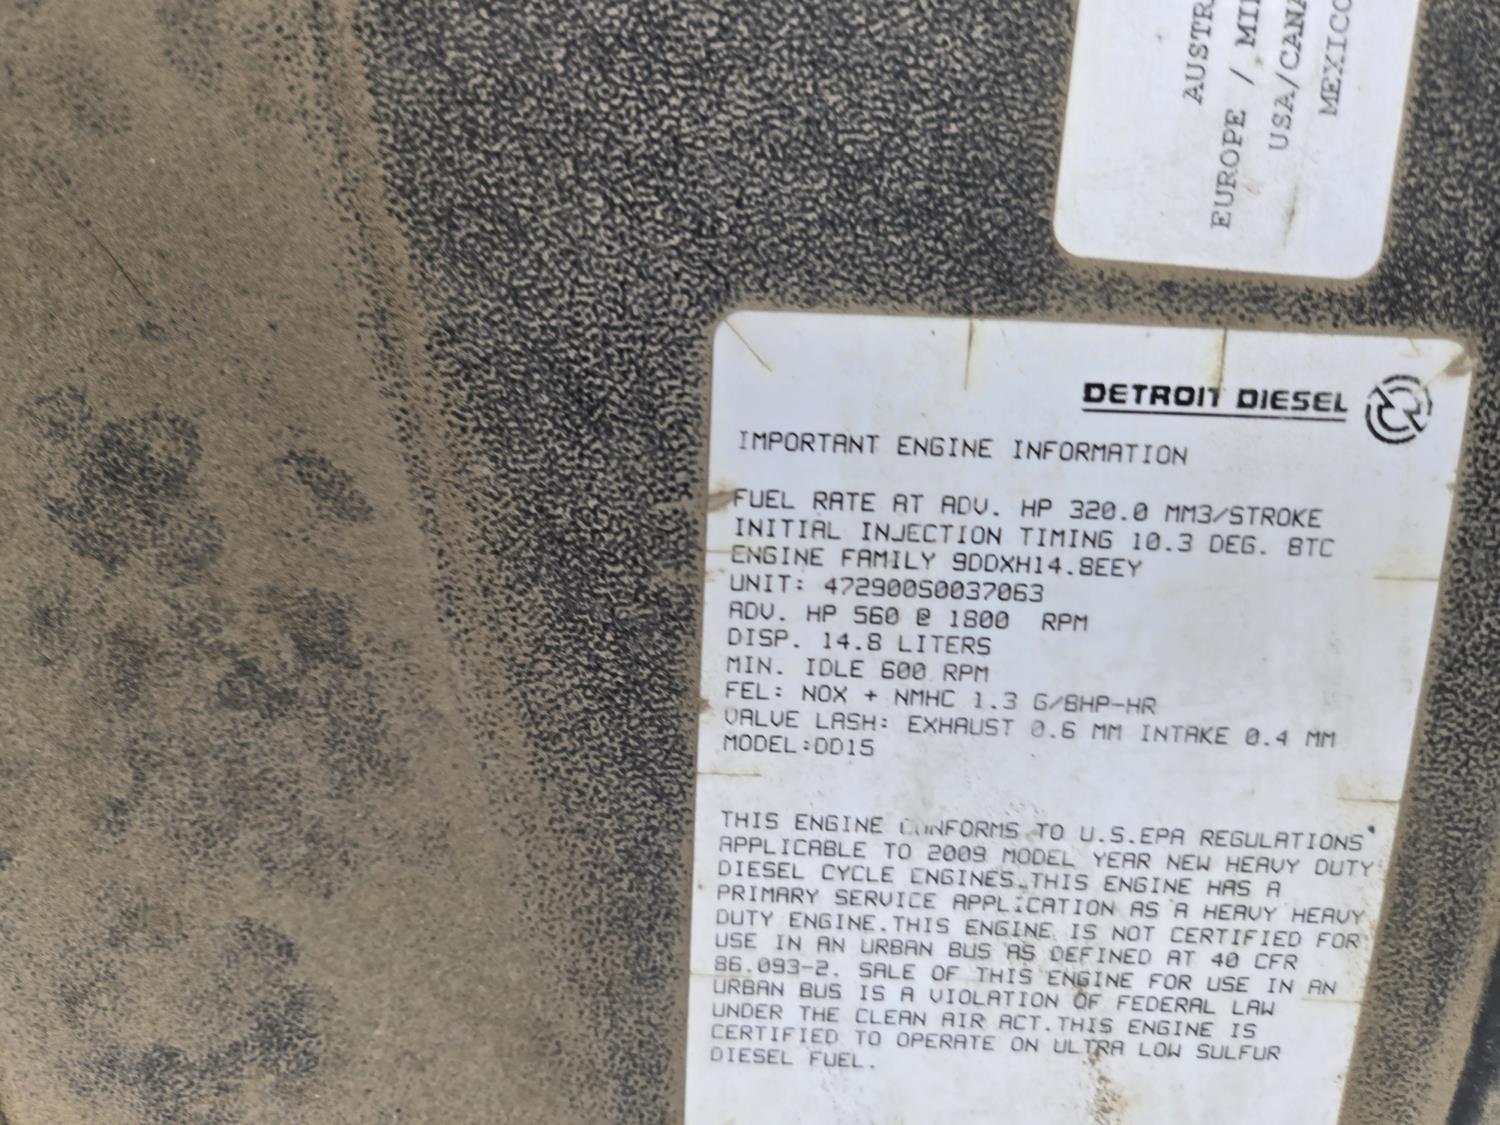 AUSTR
EUROPE / MI
USA/CANA
MEXICO
DETROIT DIESEL
IMPORTANT ENGINE INFORMATION
FUEL RATE AT ADV. HP 320.0 MM3/STROKE
INITIAL INJECTION TIMING 10.3 DEG. BTC
ENGINE FAMILY 9DDXH14.8EEY
UNIT: 472900S0037063
ADV. HP 560 @ 1800 RPM
DISP. 14.8 LITERS
MIN. IDLE 600 RPM
FEL: NOX + NMHC 1.3 G/BHP-HR
VALVE LASH: EXHAUST 0.6 MM INTAKE 0.4 MM
MODEL:DD15
THIS ENGINE CONFORMS TO U.S.EPA REGULATIONS
APPLICABLE TO 2009 MODEL YEAR NEW HEAVY DUTY
DIESEL CYCLE ENGINES.THIS ENGINE HAS A
PRIMARY SERVICE APPLICATION AS A HEAVY HEAVY
DUTY ENGINE.THIS ENGINE IS NOT CERTIFIED FOR
USE IN AN URBAN BUS AS DEFINED AT 40 CFR
86.093-2. SALE OF THIS ENGINE FOR USE IN AN
URBAN BUS IS A VIOLATION OF FEDERAL LAW
UNDER THE CLEAN AIR ACT.THIS ENGINE IS
CERTIFIED TO OPERATE ON ULTRA LOW SULFUR
DIESEL FUEL.